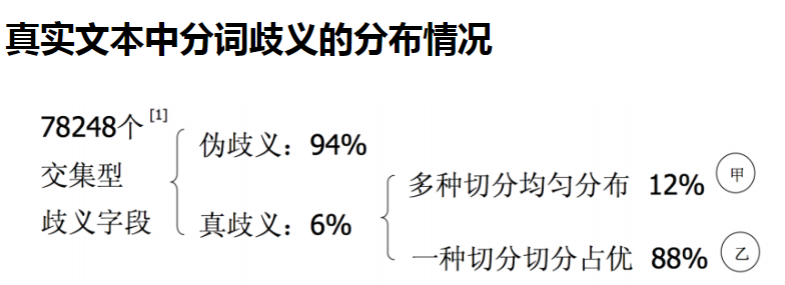 真实文本中分词歧义的分布情况
78248个[1]
交集型
歧义字段
伪歧义：94%
真歧义：6%
多种切分均匀分布 12% 甲
一种切分切分占优 88% 乙